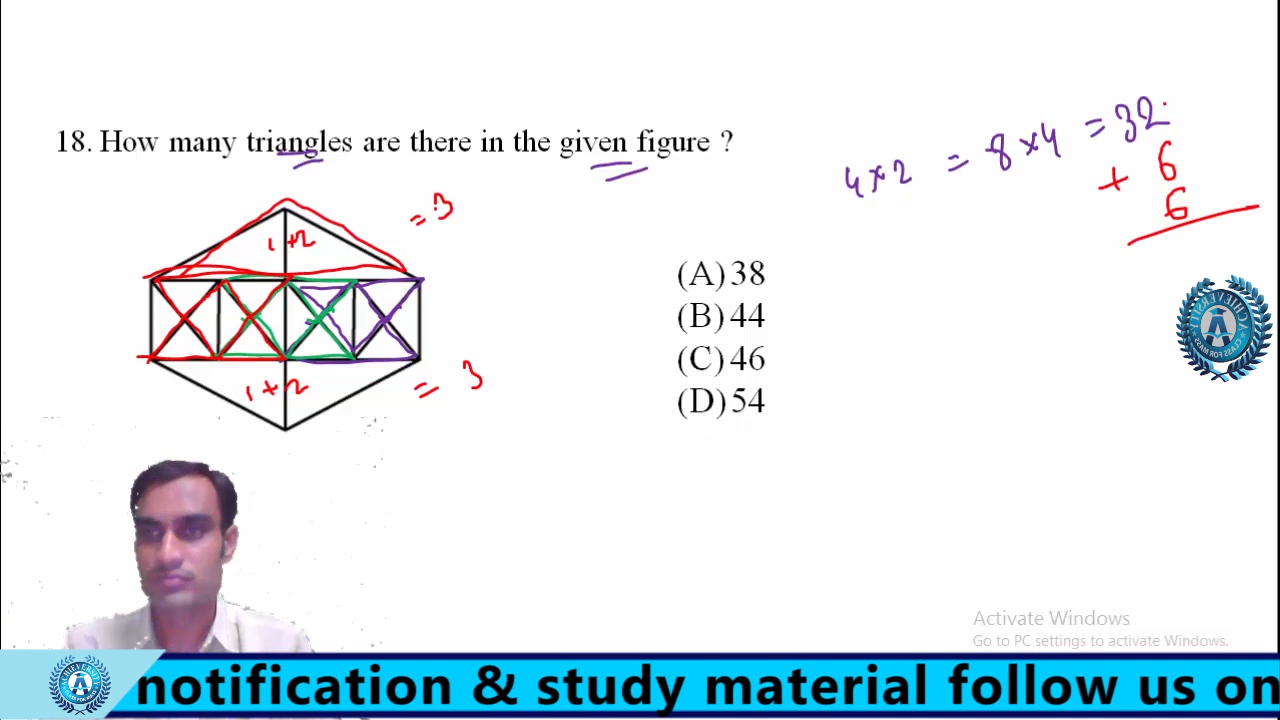 18. How many triangles are there in the given figure ?
4 × 2 = 8 × 4 = 32
+ 6
6
= 3
1 + 2
1 + 2
= 3
(A) 38
(B) 44
(C) 46
(D) 54
Activate Windows
Go to PC settings to activate Windows.
notification & study material follow us on